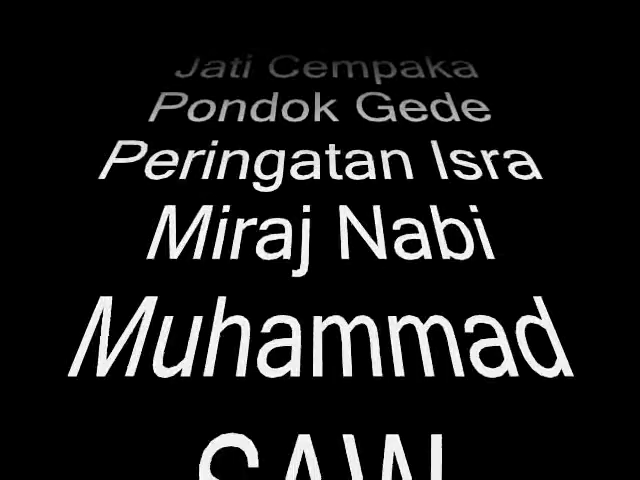 Jati Cempaka
Pondok Gede
Peringatan Isra
Miraj Nabi
Muhammad
SAW